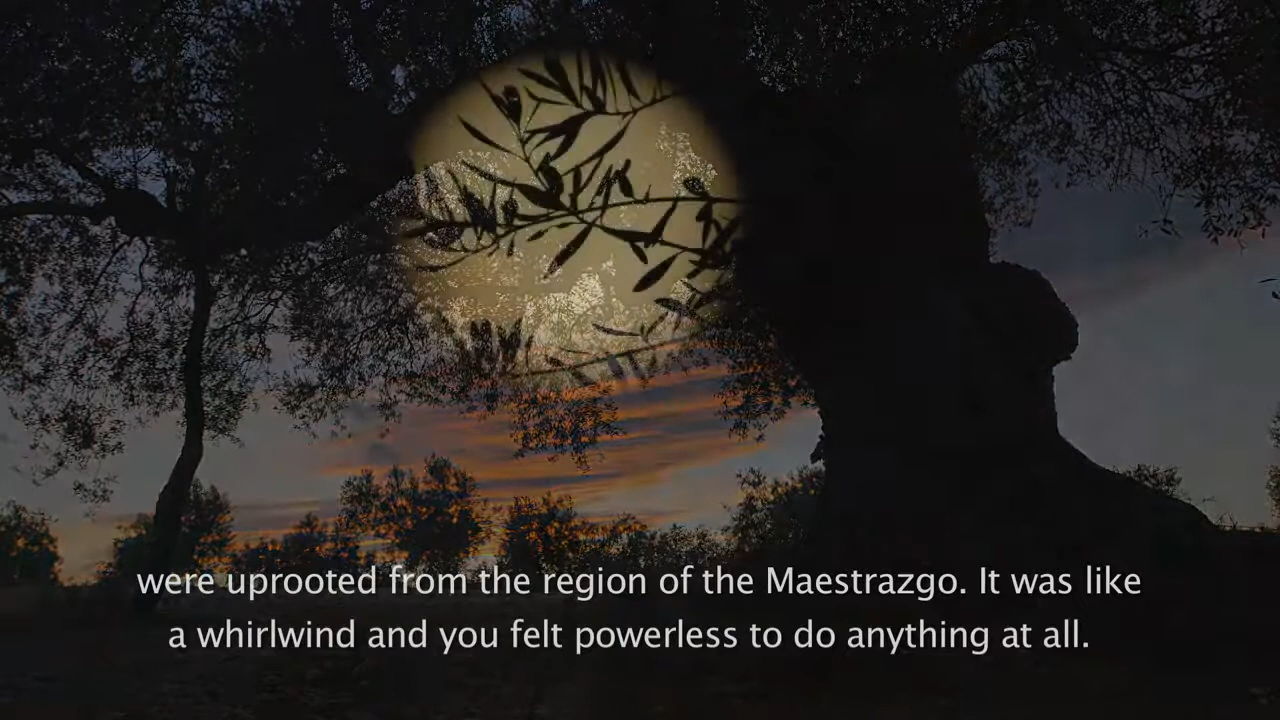 were uprooted from the region of the Maestrazgo. It was like
a whirlwind and you felt powerless to do anything at all.